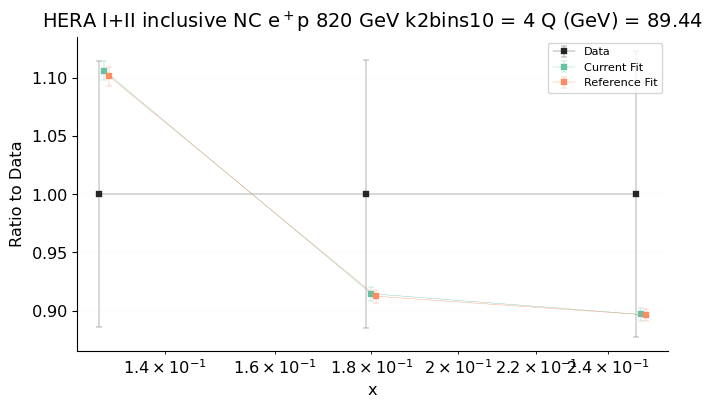 HERA I+II inclusive NC e⁺p 820 GeV k2bins10 = 4 Q (GeV) = 89.44
Data
Current Fit
Reference Fit
1.10
1.05
1.00
0.95
0.90
Ratio to Data
1.4 × 10⁻¹ 1.6 × 10⁻¹ 1.8 × 10⁻¹ 2 × 10⁻¹ 2.2 × 10⁻¹ 2.4 × 10⁻¹
x